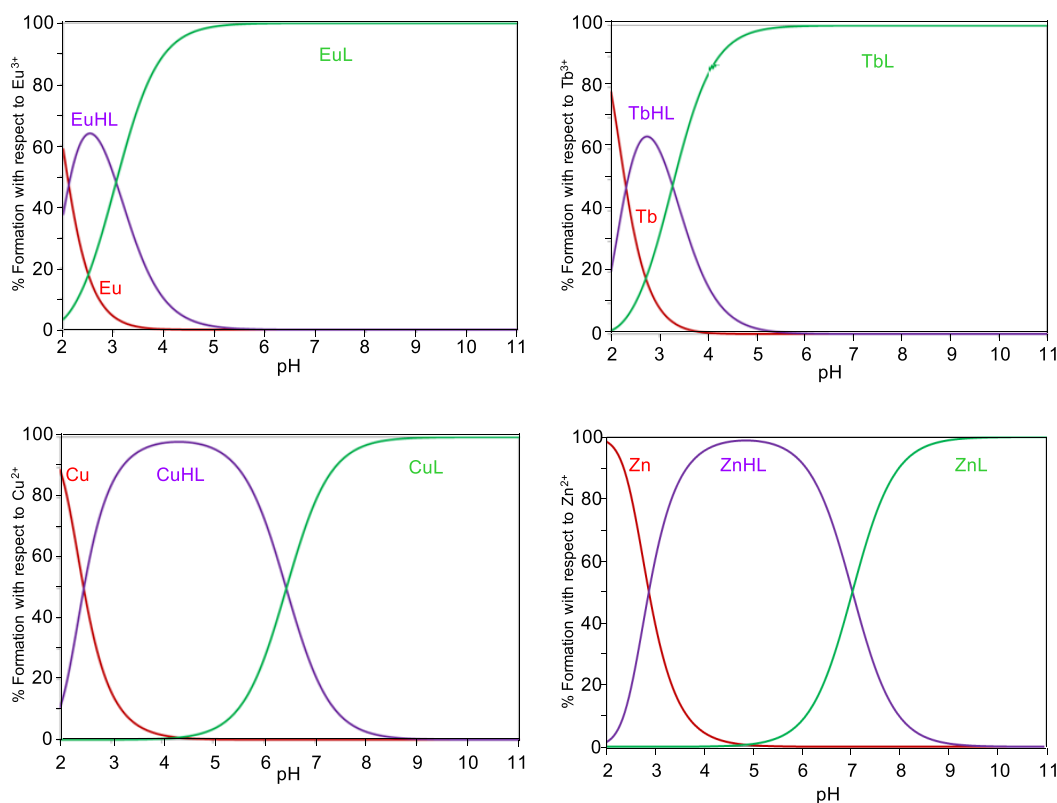 % Formation with respect to Eu³⁺
100
80
60
40
20
0
EuL
EuHL
Eu
2 3 4 5 6 7 8 9 10 11
pH
% Formation with respect to Tb³⁺
100
80
60
40
20
0
TbL
TbHL
Tb
2 3 4 5 6 7 8 9 10 11
pH
% Formation with respect to Cu²⁺
100
80
60
40
20
0
Cu CuHL CuL
2 3 4 5 6 7 8 9 10 11
pH
% Formation with respect to Zn²⁺
100
80
60
40
20
0
Zn ZnHL ZnL
2 3 4 5 6 7 8 9 10 11
pH